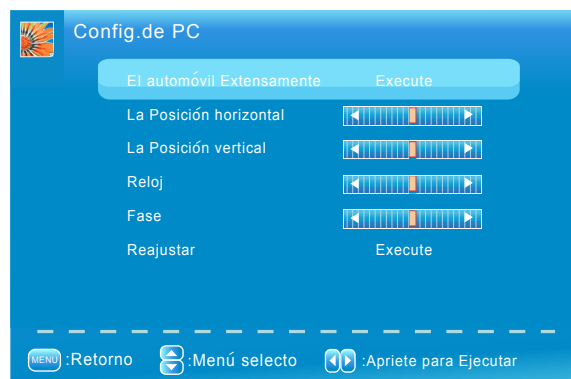 Config.de PC
El automóvil Extensamente Execute
La Posición horizontal
La Posición vertical
Reloj
Fase
Reajustar Execute
MENU :Retorno :Menú selecto :Apriete para Ejecutar